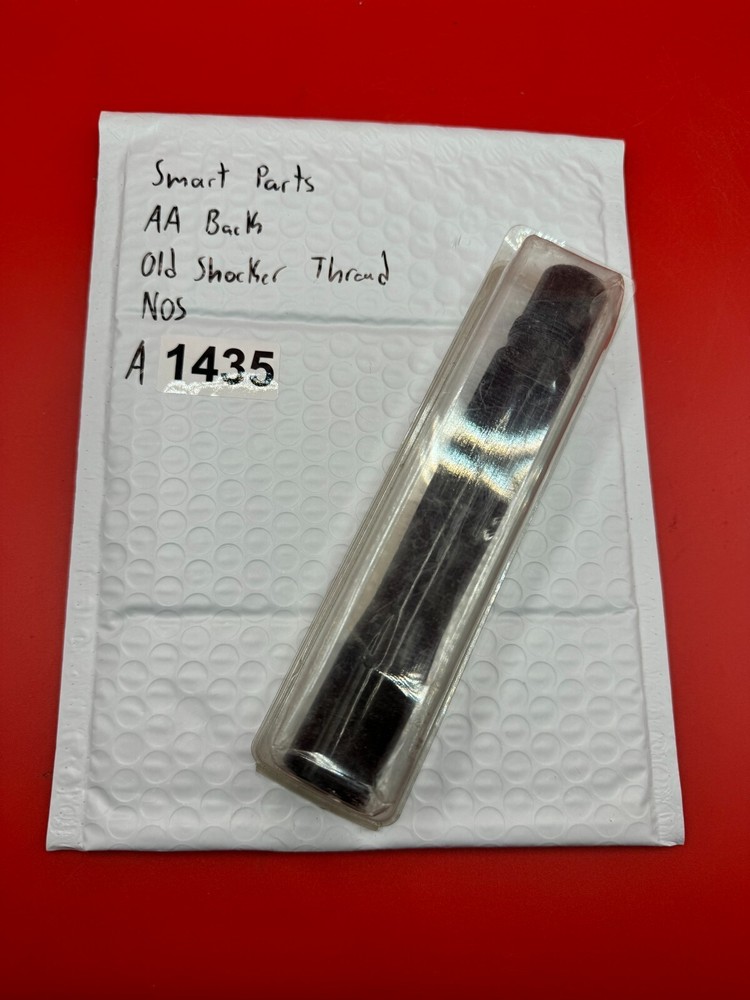 Smart Parts
AA Back
Old Shocker Thread
NOS
A 1435